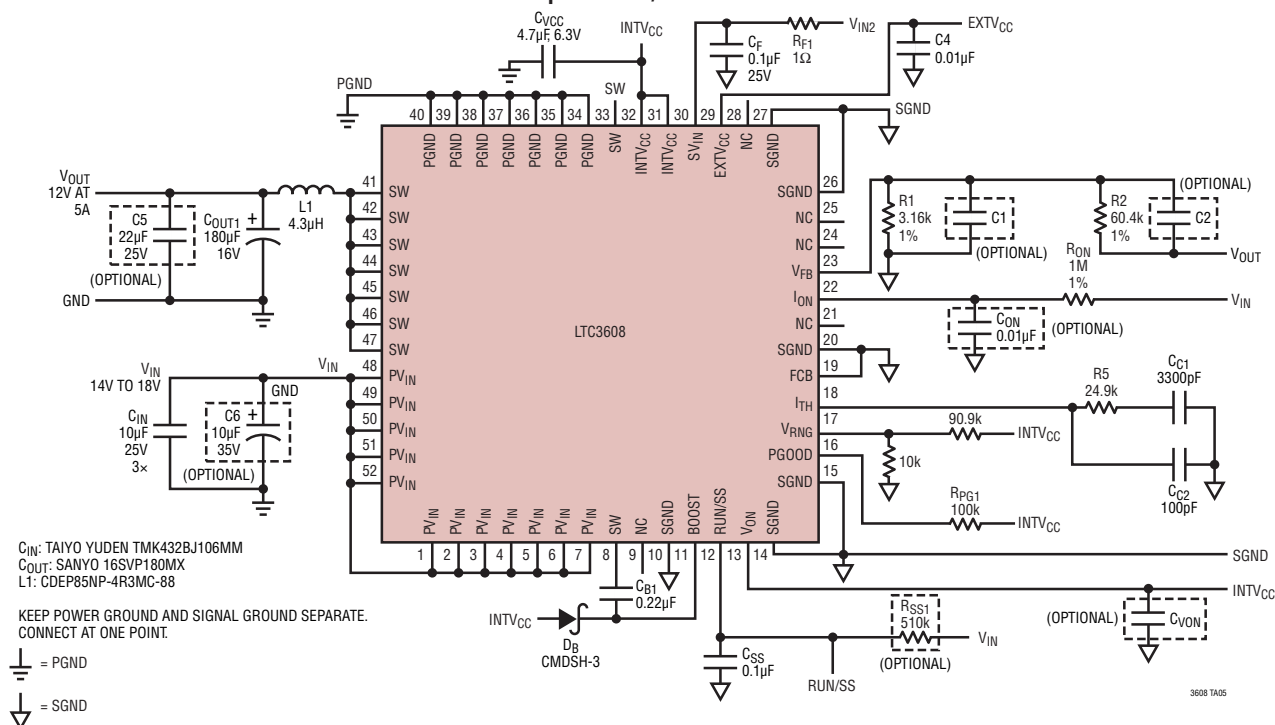 CVCC
4.7µF, 6.3V
INTVCC
CF
0.1µF
25V
RF1
1Ω
VIN2
EXTVCC
C4
0.01µF
PGND
SW
SGND
40 39 38 37 36 35 34 33 32 31 30 29 28 27
PGND PGND PGND PGND PGND PGND PGND SW INTVCC INTVCC SVIN EXTVCC NC SGND
VOUT
12V AT
5A
C5
22µF
25V
(OPTIONAL)
COUT1
180µF
16V
+
L1
4.3µH
GND
41 SW
42 SW
43 SW
44 SW
45 SW
46 SW
47 SW
48 PVIN
49 PVIN
50 PVIN
51 PVIN
52 PVIN
LTC3608
SGND 26
NC 25
NC 24
VFB 23
ION 22
NC 21
SGND 20
FCB 19
ITH 18
VRNG 17
PGOOD 16
SGND 15
R1
3.16k
1%
C1
(OPTIONAL)
R2
60.4k
1%
(OPTIONAL)
C2
VOUT
RON
1M
1%
VIN
CON
0.01µF
(OPTIONAL)
R5
24.9k
CC1
3300pF
CC2
100pF
90.9k
INTVCC
10k
RPG1
100k
INTVCC
VIN
14V TO 18V
VIN
GND
CIN
10µF
25V
3×
C6
10µF
35V
+
(OPTIONAL)
PVIN PVIN PVIN PVIN PVIN PVIN PVIN SW NC SGND BOOST RUN/SS VON SGND
1 2 3 4 5 6 7 8 9 10 11 12 13 14
SGND
INTVCC
CB1
0.22µF
INTVCC
DB
CMDSH-3
CSS
0.1µF
RUN/SS
RSS1
510k
(OPTIONAL)
VIN
(OPTIONAL)
CVON
CIN: TAIYO YUDEN TMK432BJ106MM
COUT: SANYO 16SVP180MX
L1: CDEP85NP-4R3MC-88
KEEP POWER GROUND AND SIGNAL GROUND SEPARATE.
CONNECT AT ONE POINT.
= PGND
= SGND
3608 TA05